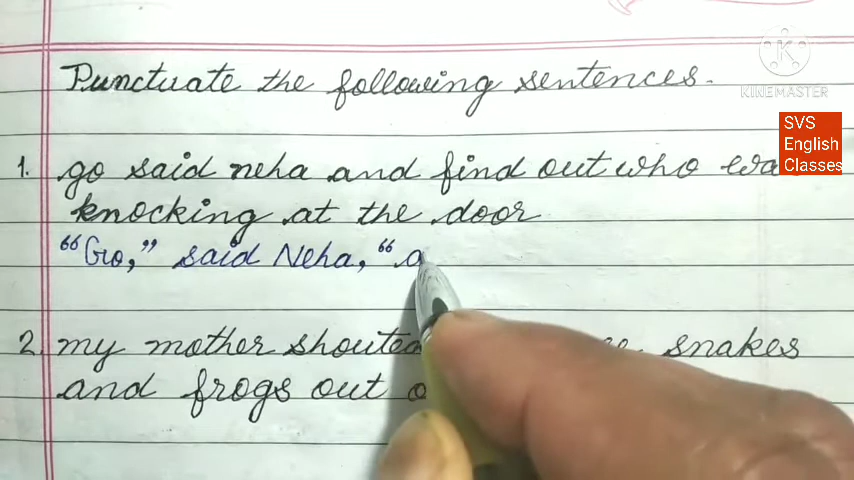 Punctuate the following sentences.
KINEMASTER
SVS
English
Classes
1. go said neha and find out who wa
knocking at the door
“Go,” said Neha, “a
2. my mother shouted snakes
and frogs out o